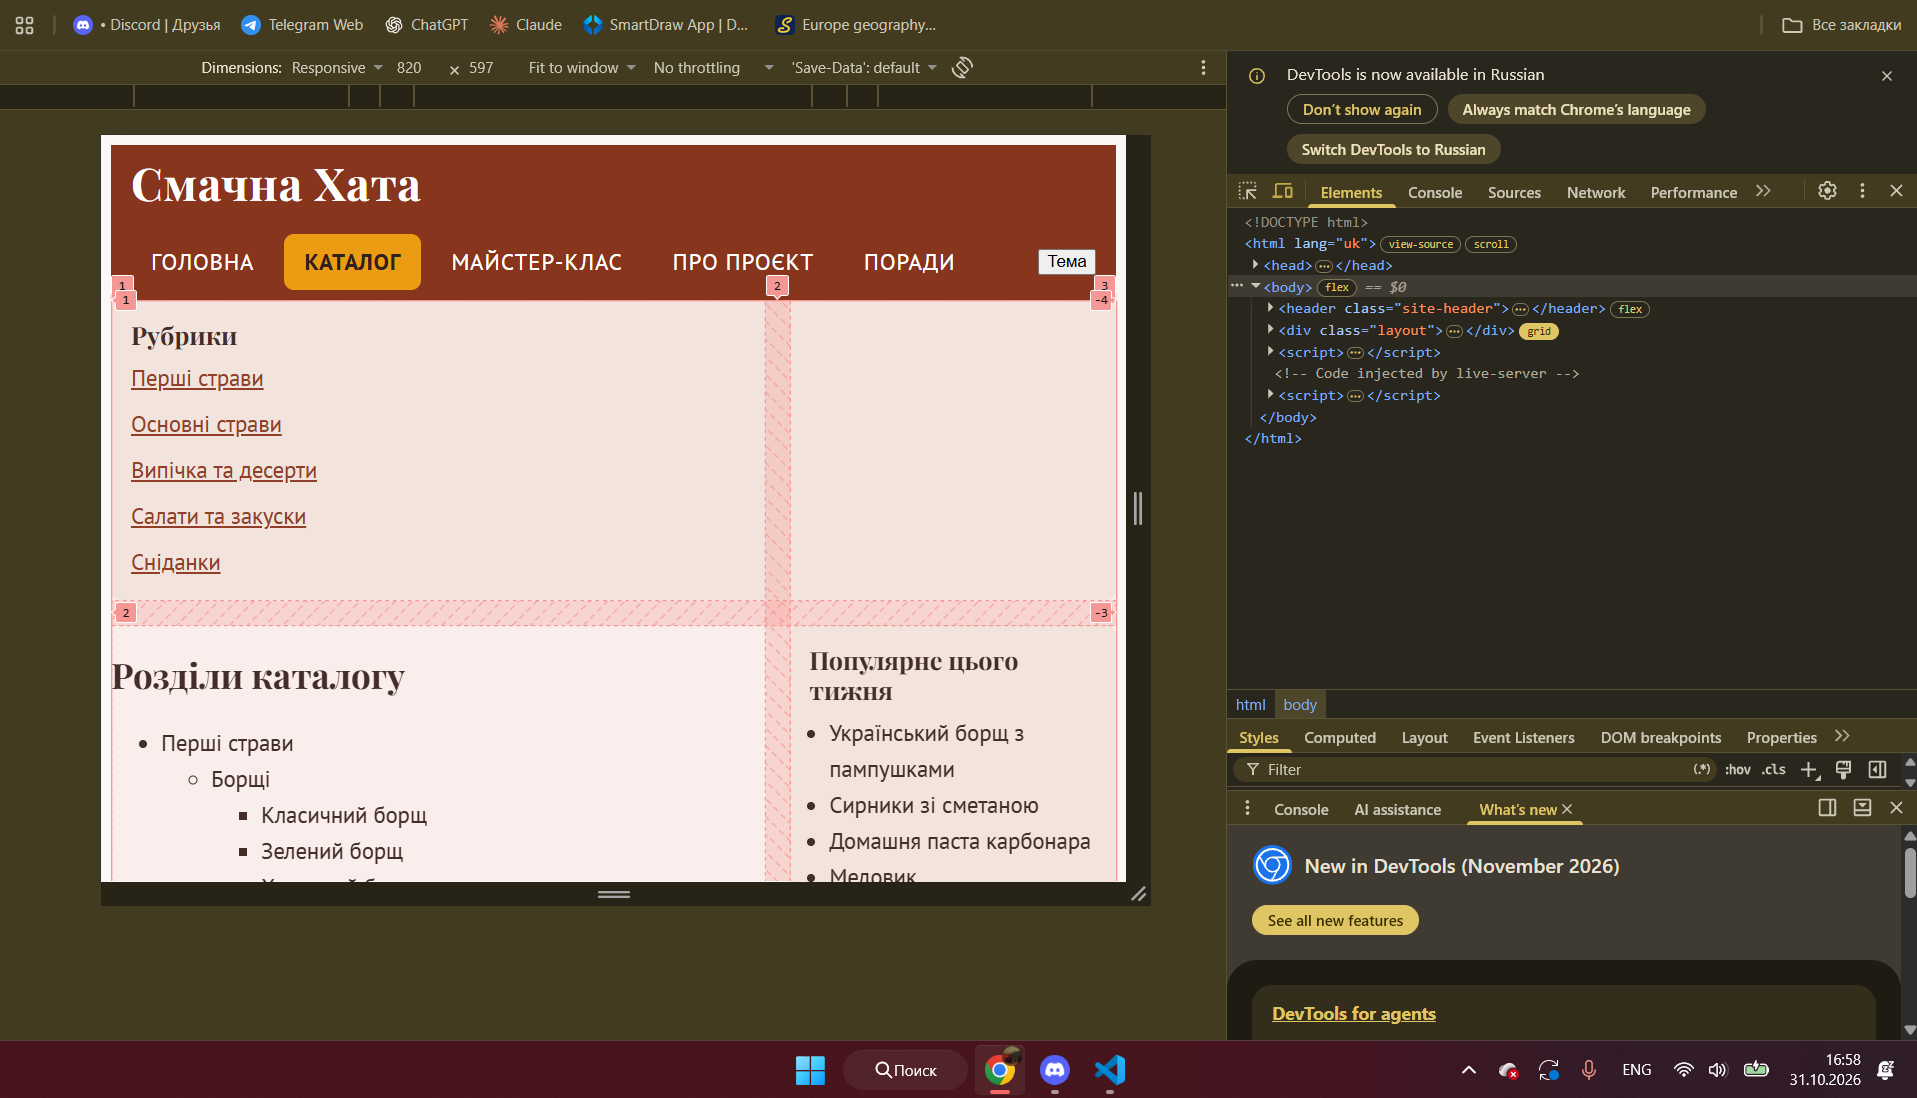 • Discord | Друзья
Telegram Web
ChatGPT
Claude
SmartDraw App | D...
Europe geography...
Все закладки
Dimensions: Responsive 820 × 597 Fit to window No throttling 'Save-Data': default
DevTools is now available in Russian
Don't show again
Always match Chrome's language
Switch DevTools to Russian
Elements Console Sources Network Performance
<!DOCTYPE html>
<html lang="uk"> view-source scroll
<head> </head>
<body> flex == $0
<header class="site-header"> </header> flex
<div class="layout"> </div> grid
<script> </script>
<!-- Code injected by live-server -->
<script> </script>
</body>
</html>
html body
Styles Computed Layout Event Listeners DOM breakpoints Properties
Filter
(.*) :hov .cls
Console AI assistance What's new
New in DevTools (November 2026)
See all new features
DevTools for agents
Смачна Хата
ГОЛОВНА КАТАЛОГ МАЙСТЕР-КЛАС ПРО ПРОЄКТ ПОРАДИ Тема
1 2 3
1 -4
Рубрики
Перші страви
Основні страви
Випічка та десерти
Салати та закуски
Сніданки
2 -3
Розділи каталогу
Перші страви
Борщі
Класичний борщ
Зелений борщ
Популярне цього
тижня
Український борщ з
пампушками
Сирники зі сметаною
Домашня паста карбонара
Медовик
Поиск
ENG
16:58
31.10.2026